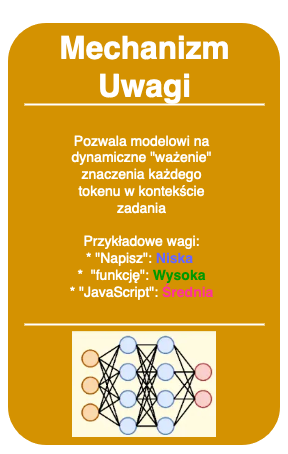 Mechanizm
Uwagi
Pozwala modelowi na
dynamiczne "ważenie"
znaczenia każdego
tokenu w kontekście
zadania
Przykładowe wagi:
* "Napisz": Niska
* "funkcję": Wysoka
* "JavaScript": Średnia